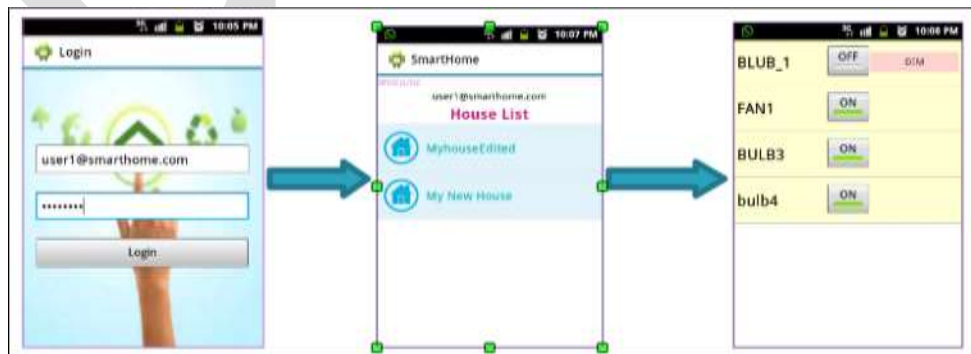 10:05 PM
Login
user1@smarthome.com
Login
10:07 PM
SmartHome
user1@smarthome.com
House List
MyhouseEdited
My New House
10:06 PM
BLUB_1 OFF DIM
FAN1 ON
BULB3 ON
bulb4 ON